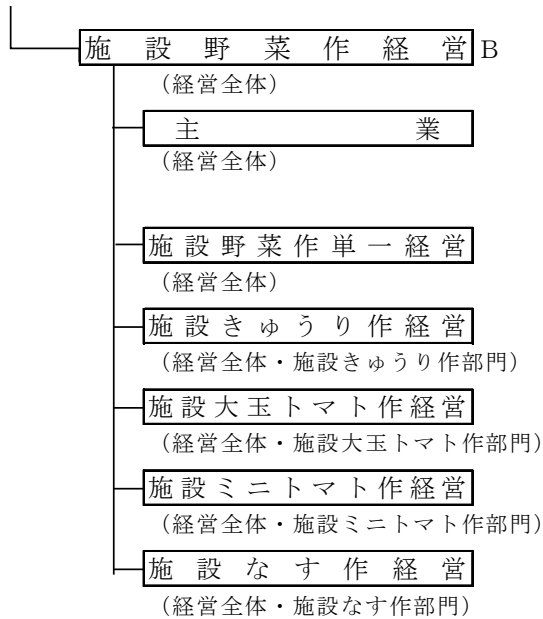 施設野菜作経営B
（経営全体）
主業
（経営全体）
施設野菜作単一経営
（経営全体）
施設きゅうり作経営
（経営全体・施設きゅうり作部門）
施設大玉トマト作経営
（経営全体・施設大玉トマト作部門）
施設ミニトマト作経営
（経営全体・施設ミニトマト作部門）
施設なす作経営
（経営全体・施設なす作部門）